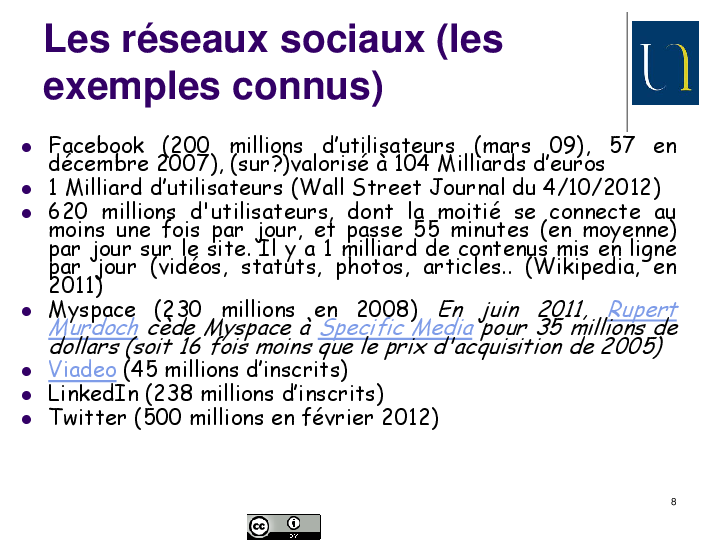 Les réseaux sociaux (les
exemples connus)
Facebook (200 millions d’utilisateurs (mars 09), 57 en
décembre 2007), (sur?)valorisé à 104 Milliards d’euros
1 Milliard d’utilisateurs (Wall Street Journal du 4/10/2012)
620 millions d'utilisateurs, dont la moitié se connecte au
moins une fois par jour, et passe 55 minutes (en moyenne)
par jour sur le site. Il y a 1 milliard de contenus mis en ligne
par jour (vidéos, statuts, photos, articles.. (Wikipedia, en
2011)
Myspace (230 millions en 2008) En juin 2011, Rupert
Murdoch cède Myspace à Specific Media pour 35 millions de
dollars (soit 16 fois moins que le prix d'acquisition de 2005)
Viadeo (45 millions d’inscrits)
LinkedIn (238 millions d’inscrits)
Twitter (500 millions en février 2012)
8
cc
BY